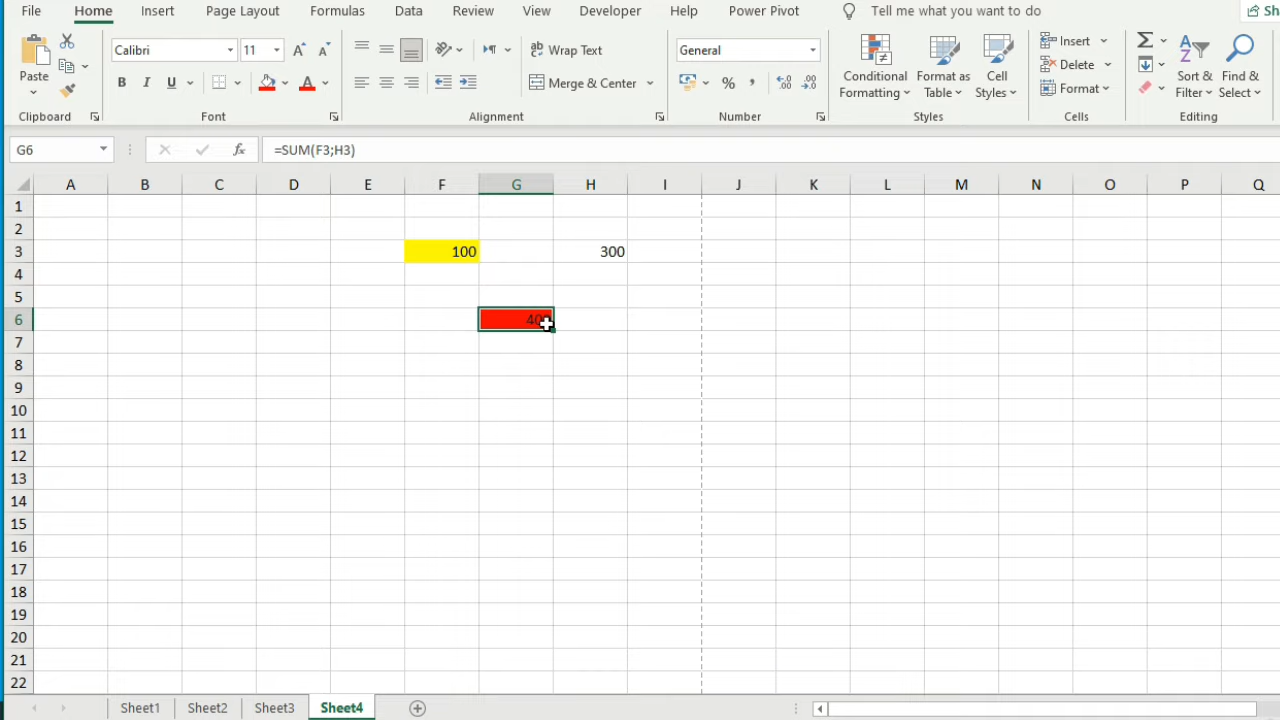 File Home Insert Page Layout Formulas Data Review View Developer Help Power Pivot Tell me what you want to do
Calibri 11 Wrap Text General Insert
Paste B I U Merge & Center % , Conditional Formatting Format as Table Cell Styles Delete Format Sort & Filter Find & Select
Clipboard Font Alignment Number Styles Cells Editing
G6 fx =SUM(F3;H3)
A B C D E F G H I J K L M N O P Q
1
2
3 100 300
4
5
6
7
8
9
10
11
12
13
14
15
16
17
18
19
20
21
22
Sheet1 Sheet2 Sheet3 Sheet4